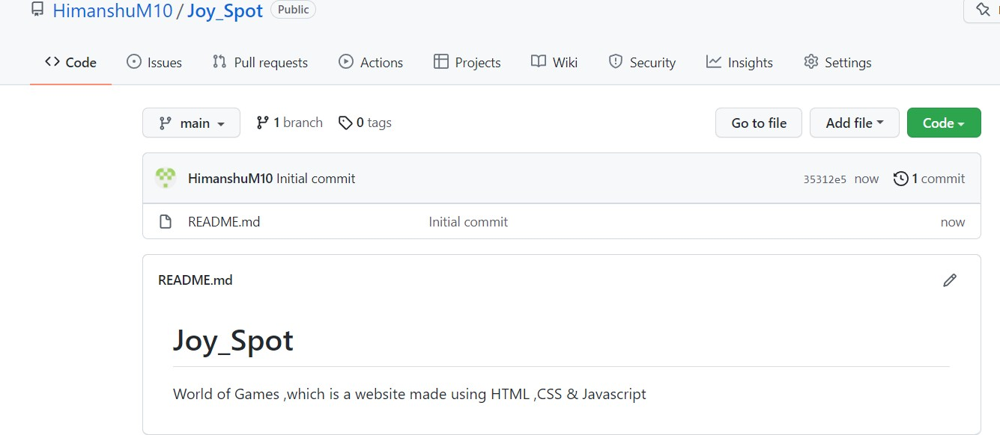 HimanshuM10 / Joy_Spot Public
Code Issues Pull requests Actions Projects Wiki Security Insights Settings
main 1 branch 0 tags Go to file Add file Code
HimanshuM10 Initial commit 35312e5 now 1 commit
README.md Initial commit now
README.md
Joy_Spot
World of Games ,which is a website made using HTML ,CSS & Javascript